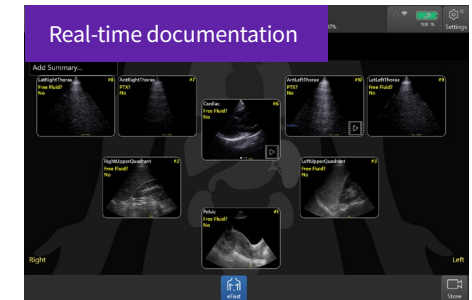 Real-time documentation
100 %
Settings
Add Summary...
LatRightThorax #8
Free Fluid?
No
AntRightThorax #7
PTX?
No
Cardiac #6
Free Fluid?
No
AntLeftThorax #10
PTX?
No
LatLeftThorax #9
Free Fluid?
No
RightUpperQuadrant #2
Free Fluid?
No
LeftUpperQuadrant #3
Free Fluid?
No
Pelvic #1
Free Fluid?
No
Right
Left
eFast
Store